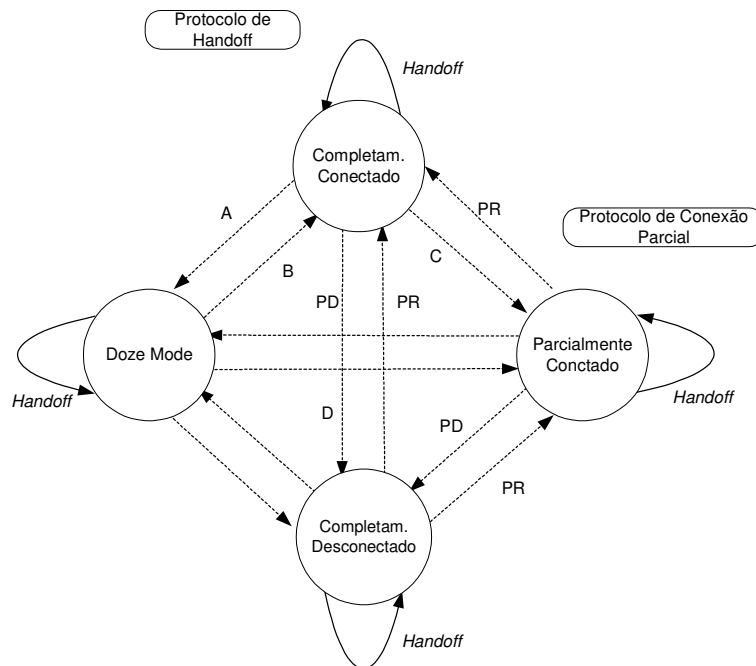 Protocolo de
Handoff
Handoff
Completam.
Conectado
A
PR
Protocolo de Conexão
Parcial
B
C
PD
PR
Doze Mode
Parcialmente
Conctado
Handoff
Handoff
D
PD
PR
Completam.
Desconectado
Handoff